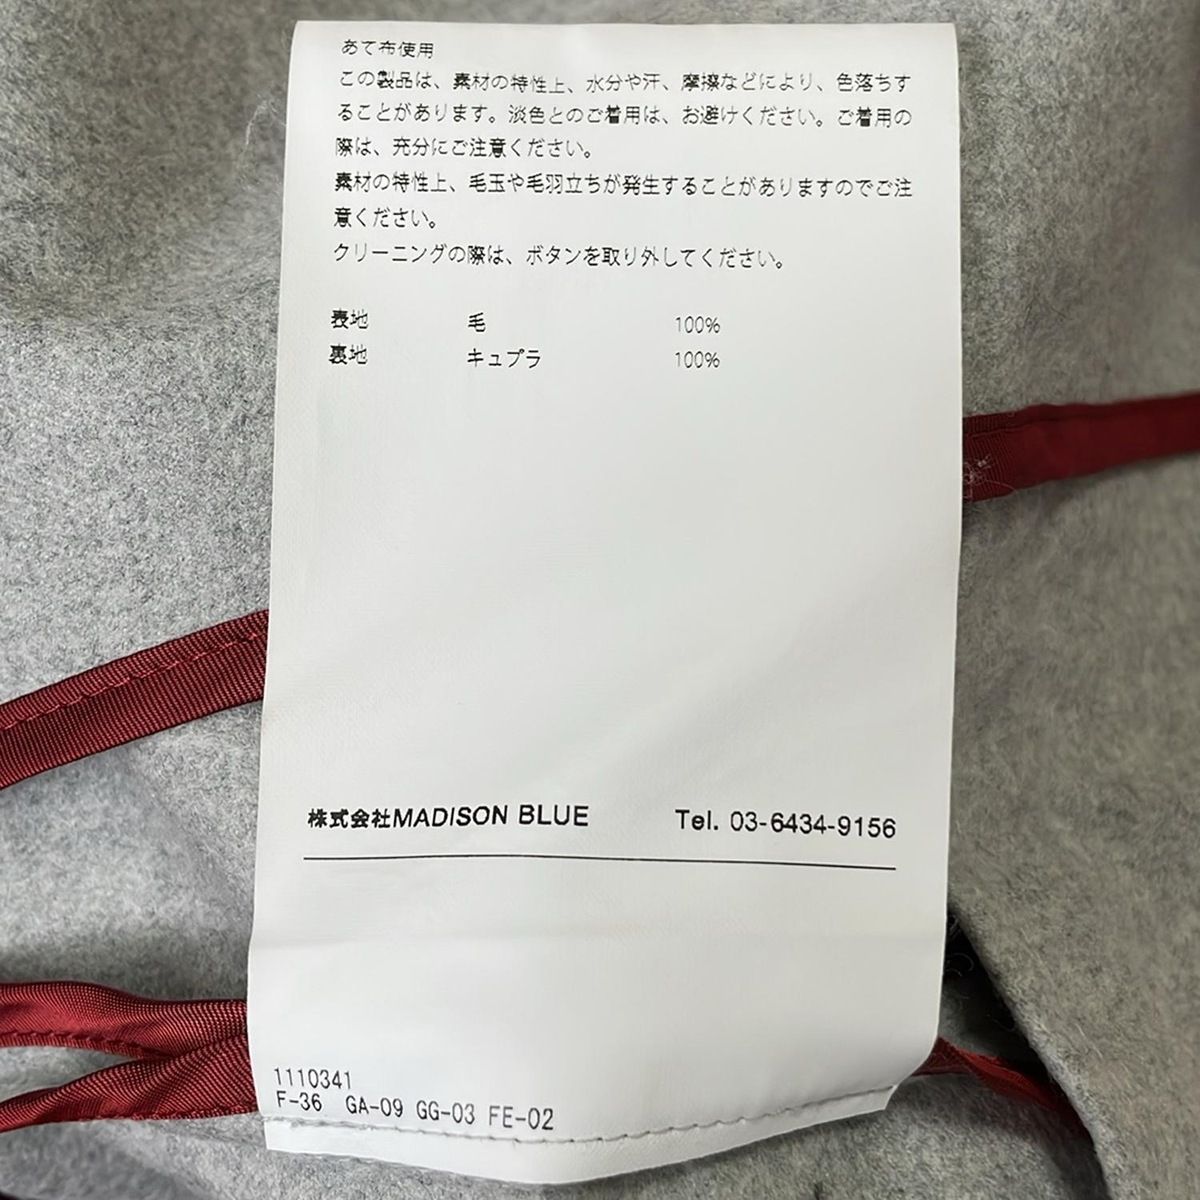 あて布使用
この製品は、素材の特性上、水分や汗、摩擦などにより、色落ちす
ることがあります。淡色とのご着用は、お避けください。ご着用の
際は、充分にご注意ください。
素材の特性上、毛玉や毛羽立ちが発生することがありますのでご注
意ください。
クリーニングの際は、ボタンを取り外してください。
表地 毛 100%
裏地 キュプラ 100%
株式会社MADISON BLUE Tel. 03-6434-9156
1110341
F-36 GA-09 GG-03 FE-02